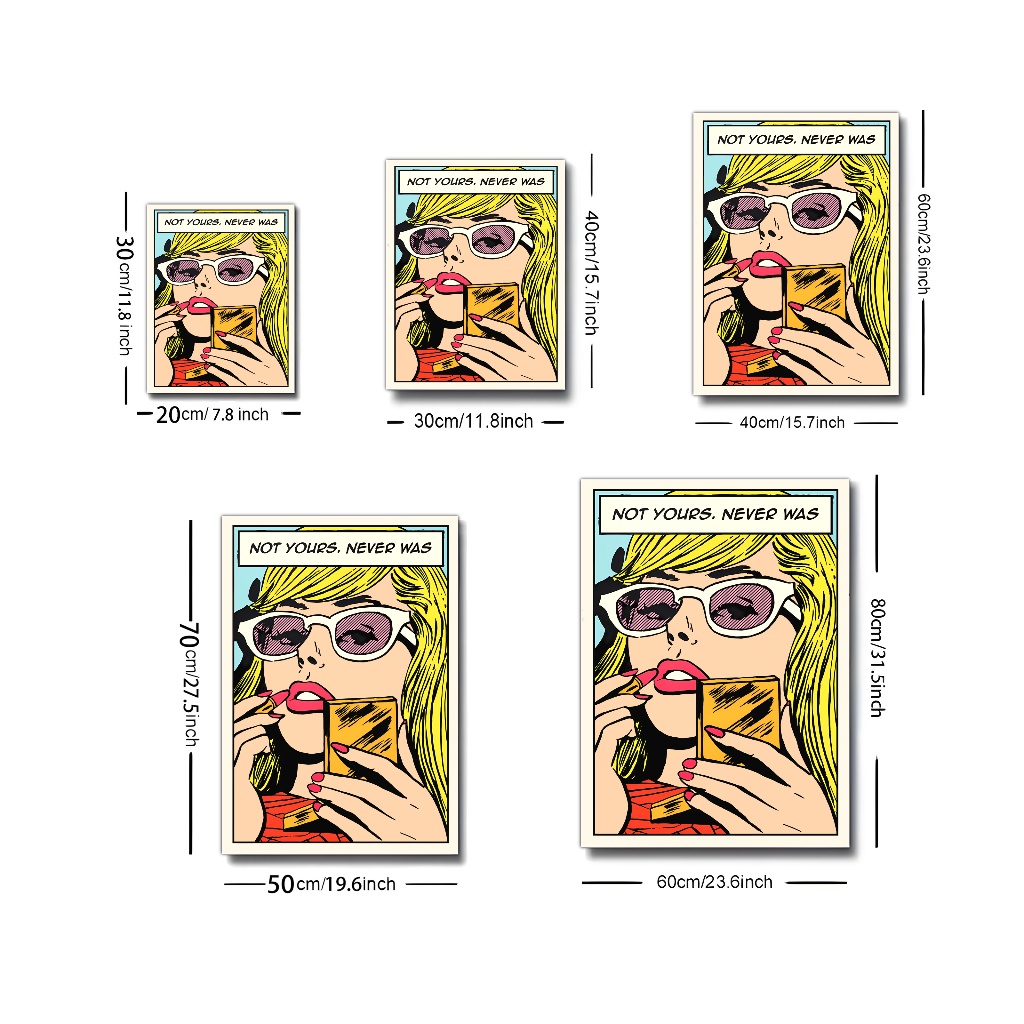 NOT YOURS. NEVER WAS
30cm/11.8 inch
20cm/ 7.8 inch
NOT YOURS. NEVER WAS
40cm/15.7inch
30cm/11.8inch
NOT YOURS. NEVER WAS
60cm/23.6inch
40cm/15.7inch
NOT YOURS. NEVER WAS
70cm/27.5inch
50cm/19.6inch
NOT YOURS. NEVER WAS
80cm/31.5inch
60cm/23.6inch